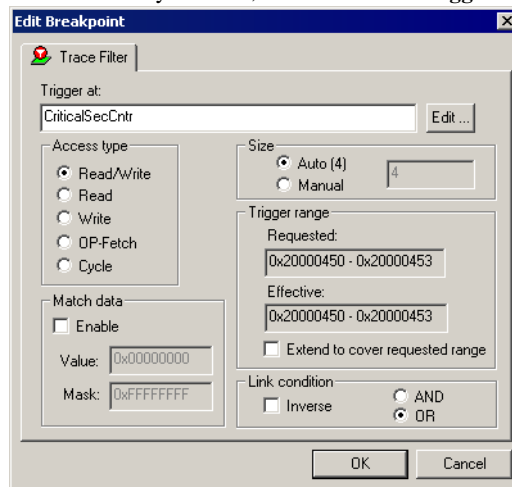 Edit Breakpoint
Trace Filter
Trigger at:
CriticalSecCntr
Edit ...
Access type
Read/Write
Read
Write
OP-Fetch
Cycle
Match data
Enable
Value: 0x00000000
Mask: 0xFFFFFFFF
Size
Auto (4)
4
Manual
Trigger range
Requested:
0x20000450 - 0x20000453
Effective:
0x20000450 - 0x20000453
Extend to cover requested range
Link condition
Inverse
AND
OR
OK
Cancel